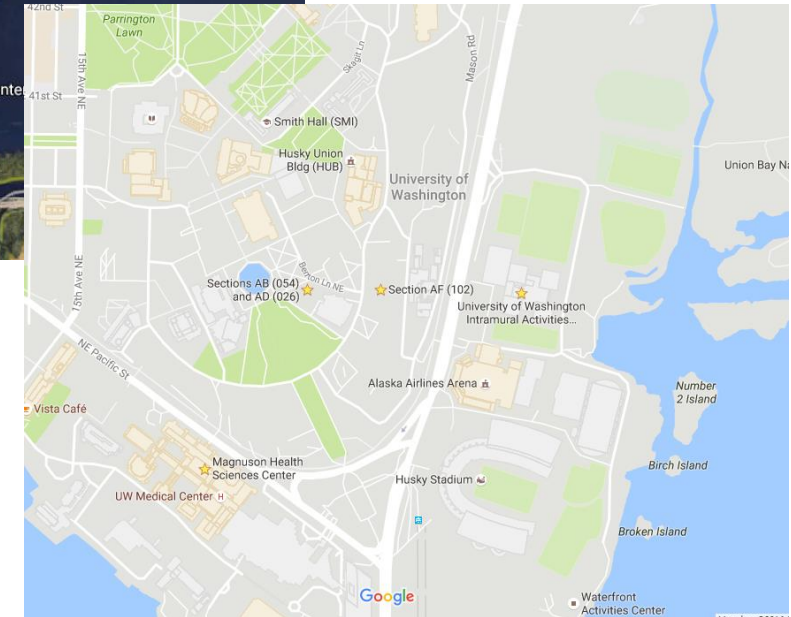 42nd St
Parrington
Lawn
15th Ave NE
41st St
Skagit Ln
Mason Rd
Smith Hall (SMI)
Husky Union
Bldg (HUB)
University of
Washington
Union Bay Na
Sections AB (054)
and AD (026)
Benton Ln NE
Section AF (102)
University of Washington
Intramural Activities...
15th Ave NE
NE Pacific St
Alaska Airlines Arena
Number
2 Island
Vista Café
Magnuson Health
Sciences Center
UW Medical Center H
Husky Stadium
Birch Island
Broken Island
Google
Waterfront
Activities Center